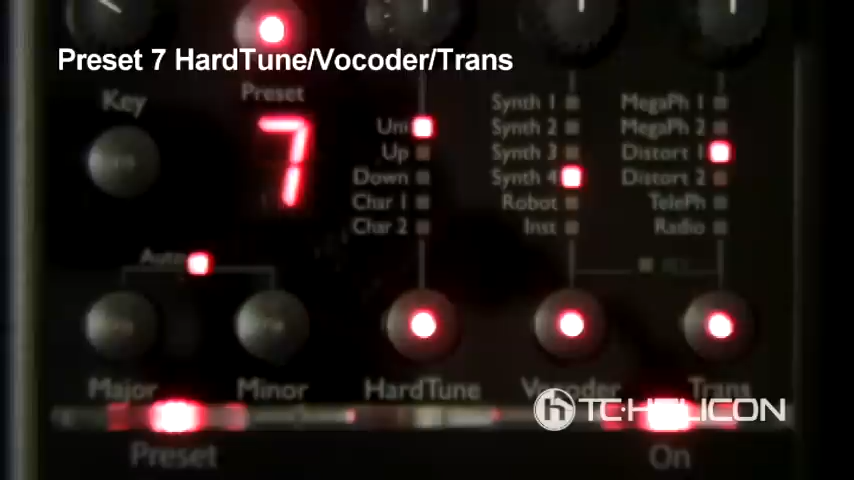 Preset 7 HardTune/Vocoder/Trans
Key
Preset
7
Uni
Up
Down
Char 1
Char 2
Synth 1
Synth 2
Synth 3
Synth 4
Robot
Inst
MegaPh 1
MegaPh 2
Distort 1
Distort 2
TelePh
Radio
Auto
Major
Minor
HardTune
Vocoder
Trans
h TC·HELICON
Preset
On